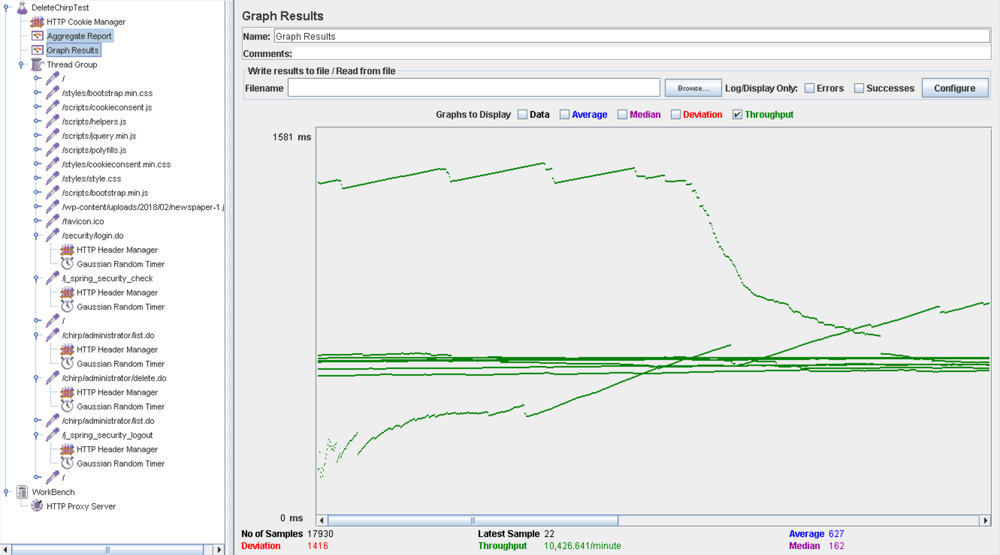 DeleteChirpTest
HTTP Cookie Manager
Aggregate Report
Graph Results
Thread Group
/
/styles/bootstrap.min.css
/scripts/cookieconsent.js
/scripts/helpers.js
/scripts/jquery.min.js
/scripts/polyfills.js
/styles/cookieconsent.min.css
/styles/style.css
/scripts/bootstrap.min.js
/wp-content/uploads/2018/02/newspaper-1.j
/favicon.ico
/security/login.do
HTTP Header Manager
Gaussian Random Timer
/j_spring_security_check
HTTP Header Manager
Gaussian Random Timer
/
/chirp/administrator/list.do
HTTP Header Manager
Gaussian Random Timer
/chirp/administrator/delete.do
HTTP Header Manager
Gaussian Random Timer
/chirp/administrator/list.do
/j_spring_security_logout
HTTP Header Manager
Gaussian Random Timer
/
WorkBench
HTTP Proxy Server
Graph Results
Name: Graph Results
Comments:
Write results to file / Read from file
Filename Browse... Log/Display Only: Errors Successes Configure
Graphs to Display Data Average Median Deviation Throughput
1581 ms
0 ms
No of Samples 17930 Latest Sample 22 Average 627
Deviation 1416 Throughput 10,426.641/minute Median 162